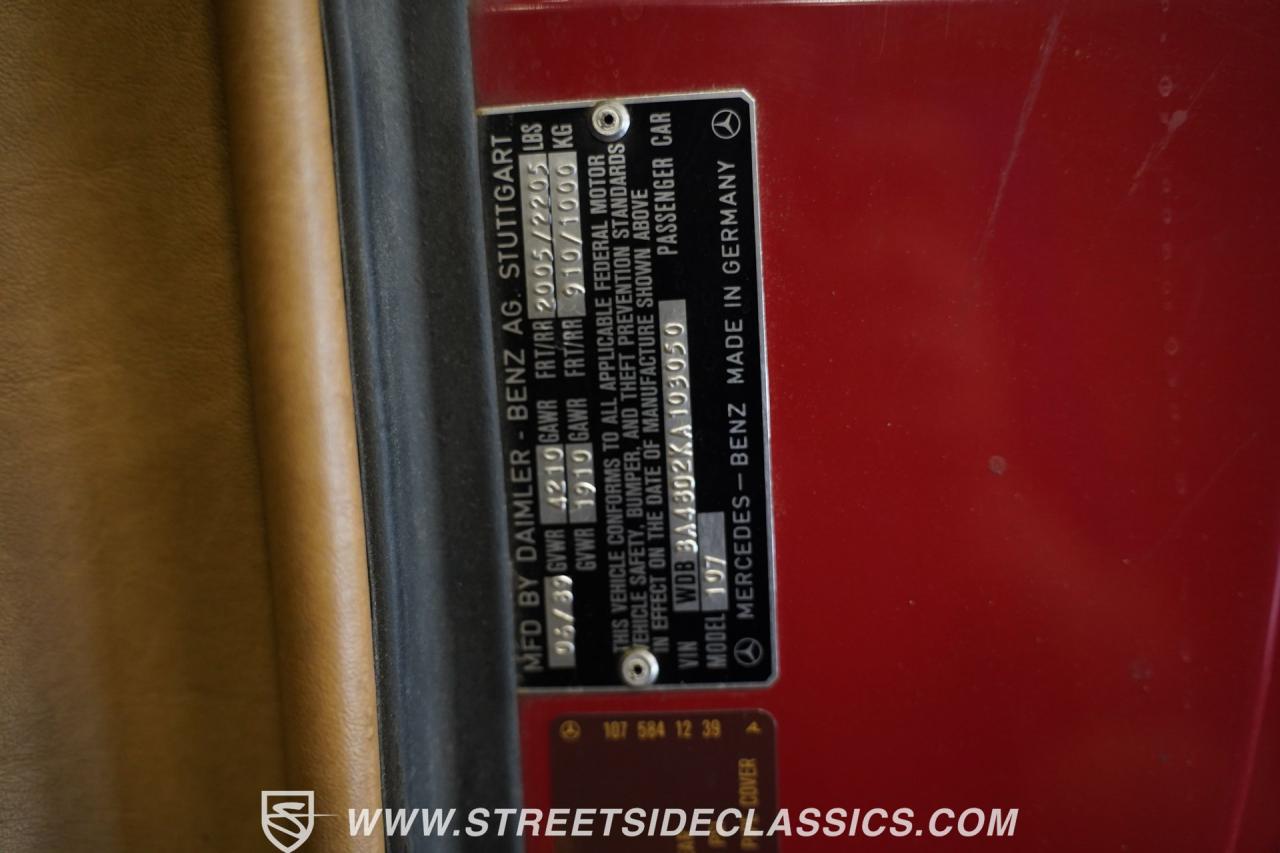 MFD BY DAIMLER-BENZ AG. STUTTGART
06/89 GVWR 4210 GAWR FRT/RR 2005/2205 LBS
GVWR 1910 GAWR FRT/RR 910/1000 KG
THIS VEHICLE CONFORMS TO ALL APPLICABLE FEDERAL MOTOR
VEHICLE SAFETY, BUMPER, AND THEFT PREVENTION STANDARDS
IN EFFECT ON THE DATE OF MANUFACTURE SHOWN ABOVE
VIN WDB BA4802KA103050 PASSENGER CAR
MODEL 107
MERCEDES-BENZ MADE IN GERMANY
107 584 12 39
COVER
WWW.STREETSIDECLASSICS.COM